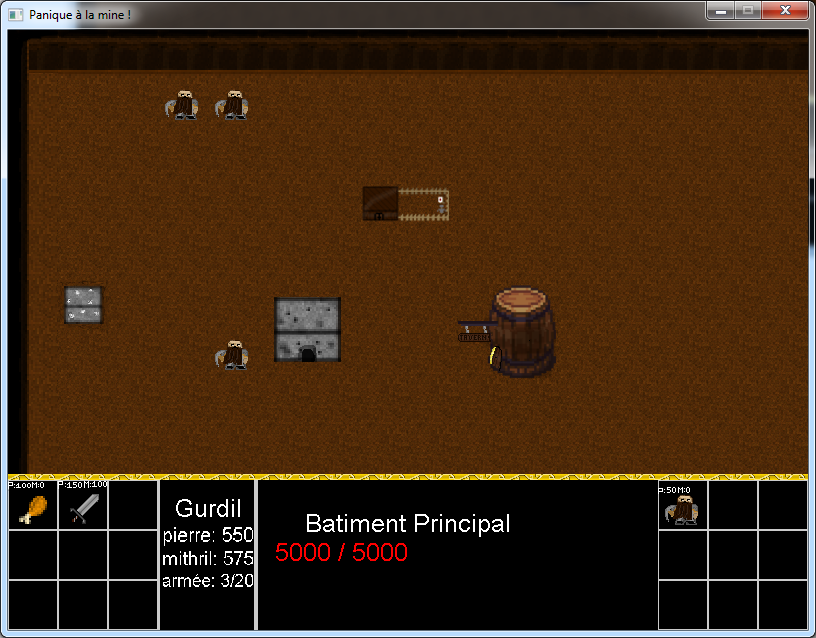 Panique à la mine !
P:100M:0 P:150M:100
P:50M:0
Gurdil
pierre: 550
mithril: 575
armée: 3/20
Batiment Principal
5000 / 5000